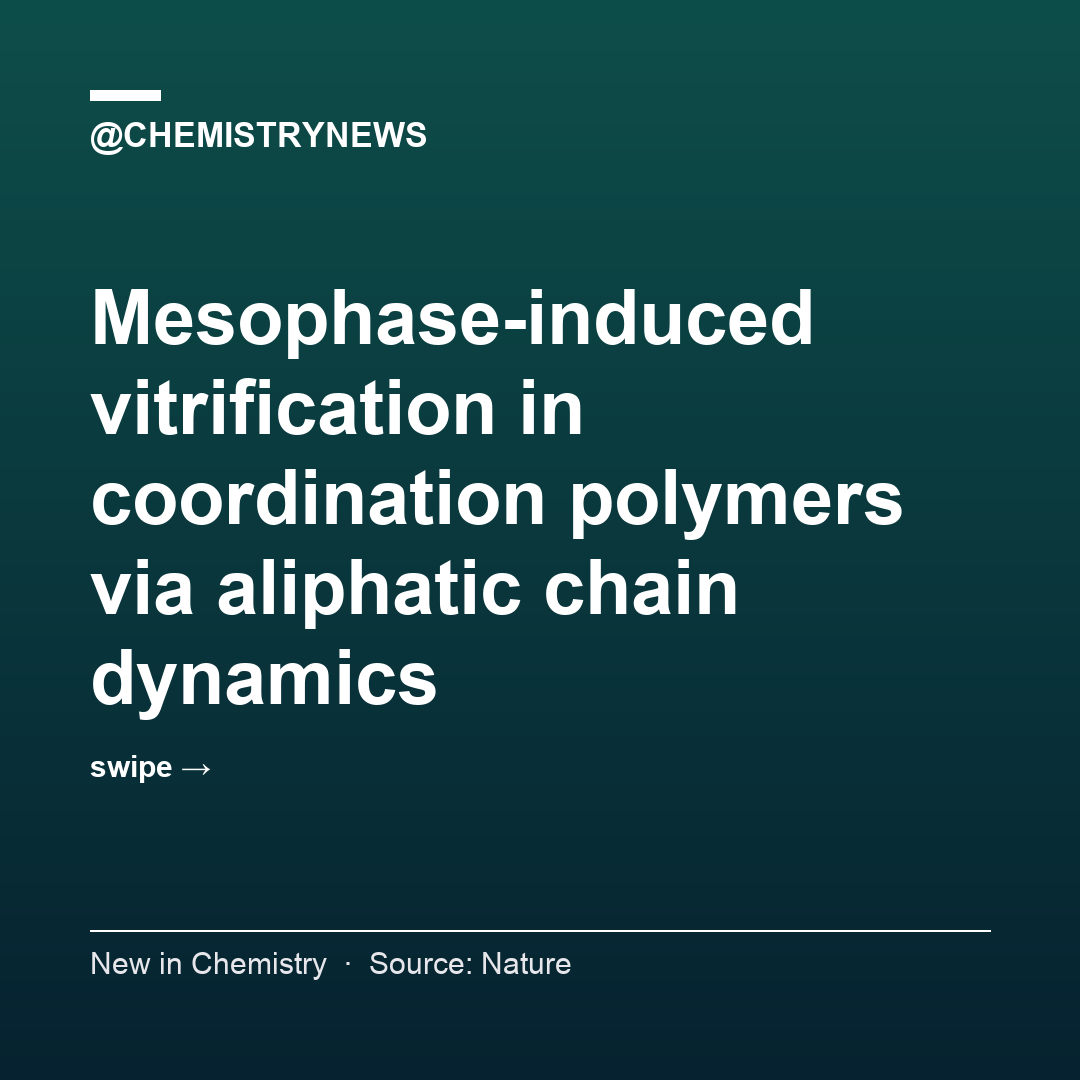 @CHEMISTRYNEWS
Mesophase-induced
vitrification in
coordination polymers
via aliphatic chain
dynamics
swipe →
New in Chemistry · Source: Nature